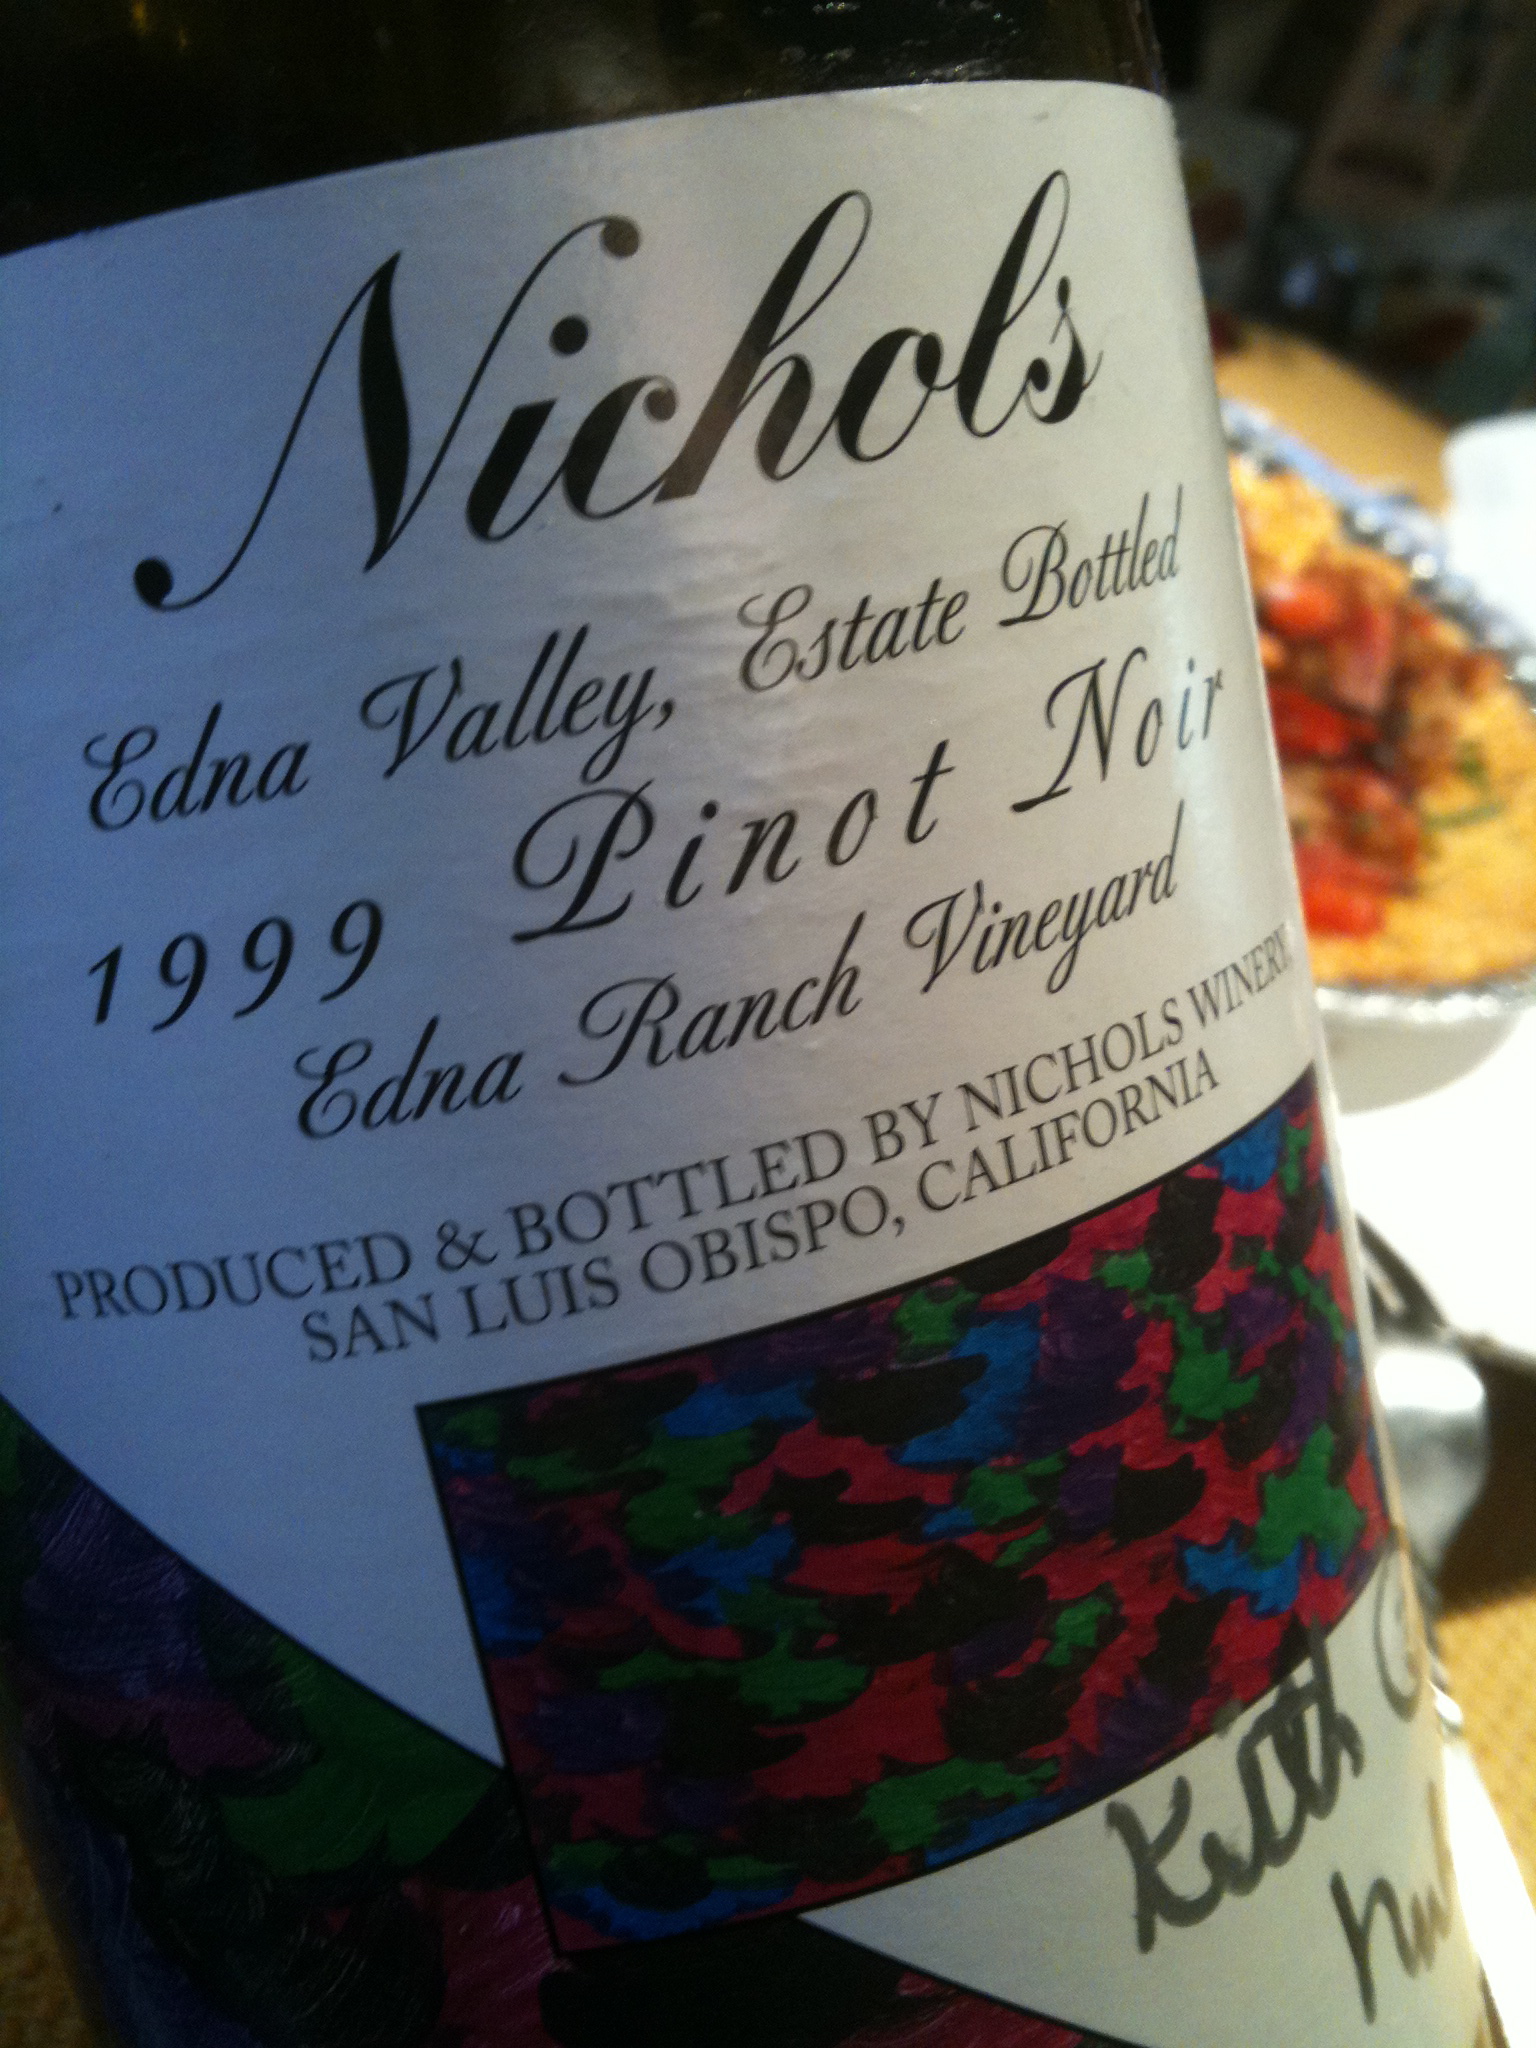 Nichols
Edna Valley, Estate Bottled
1999 Pinot Noir
Edna Ranch Vineyard
PRODUCED & BOTTLED BY NICHOLS WINERY,
SAN LUIS OBISPO, CALIFORNIA
Keith